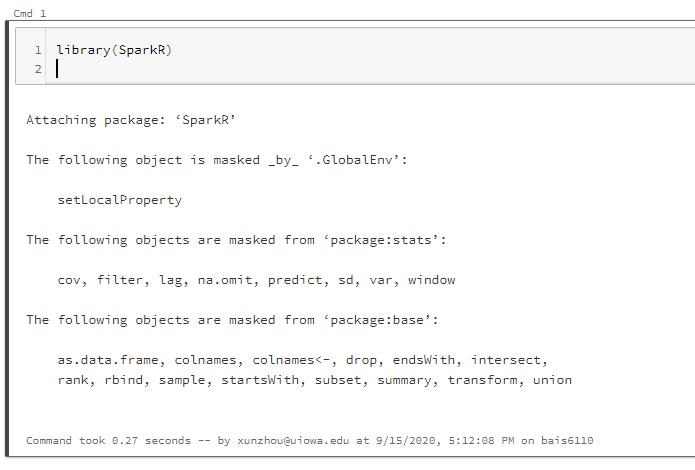 Cmd 1
1 library(SparkR)
2
Attaching package: ‘SparkR’
The following object is masked _by_ ‘.GlobalEnv’:
setLocalProperty
The following objects are masked from ‘package:stats’:
cov, filter, lag, na.omit, predict, sd, var, window
The following objects are masked from ‘package:base’:
as.data.frame, colnames, colnames<-, drop, endsWith, intersect,
rank, rbind, sample, startsWith, subset, summary, transform, union
Command took 0.27 seconds -- by xunzhou@uiowa.edu at 9/15/2020, 5:12:08 PM on bais6110